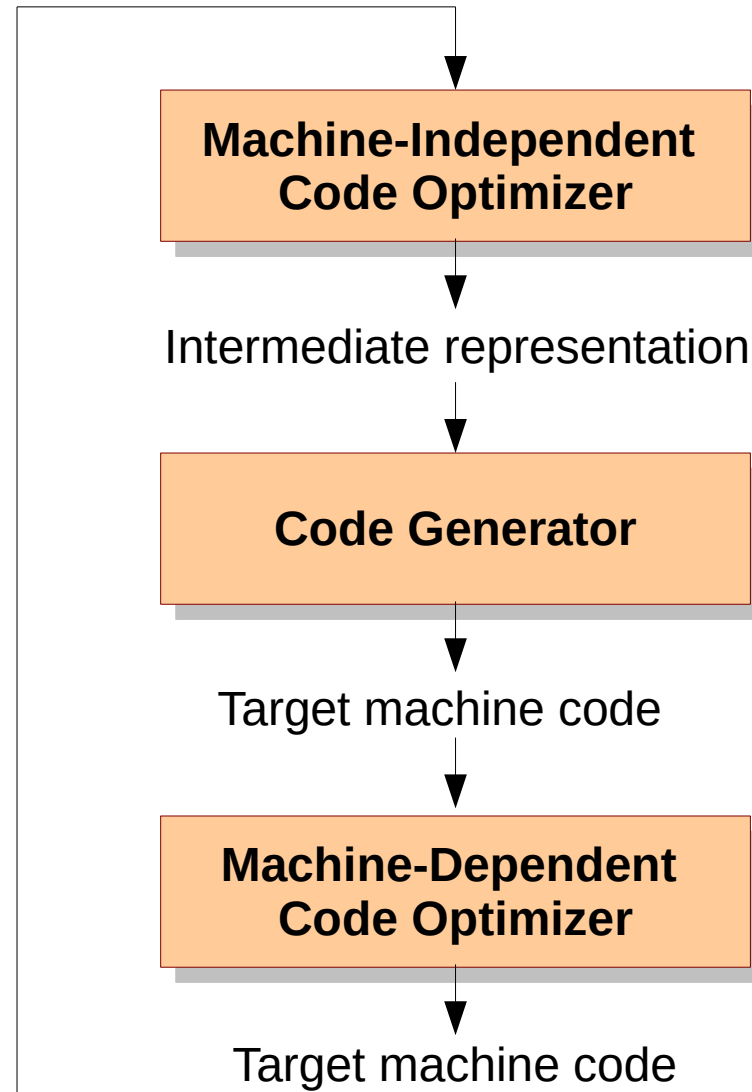 Machine-Independent
Code Optimizer
Intermediate representation
Code Generator
Target machine code
Machine-Dependent
Code Optimizer
Target machine code